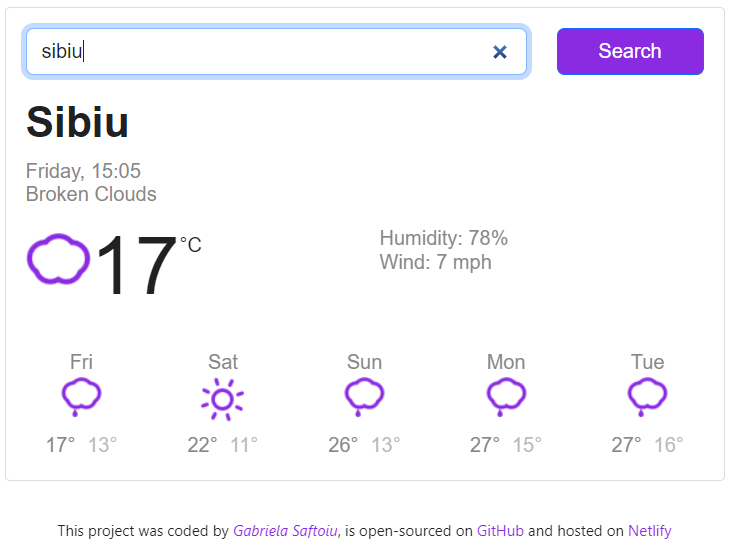 sibiu
Search
Sibiu
Friday, 15:05
Broken Clouds
17 °C
Humidity: 78%
Wind: 7 mph
Fri Sat Sun Mon Tue
17° 13° 22° 11° 26° 13° 27° 15° 27° 16°
This project was coded by Gabriela Saftoiu, is open-sourced on GitHub and hosted on Netlify